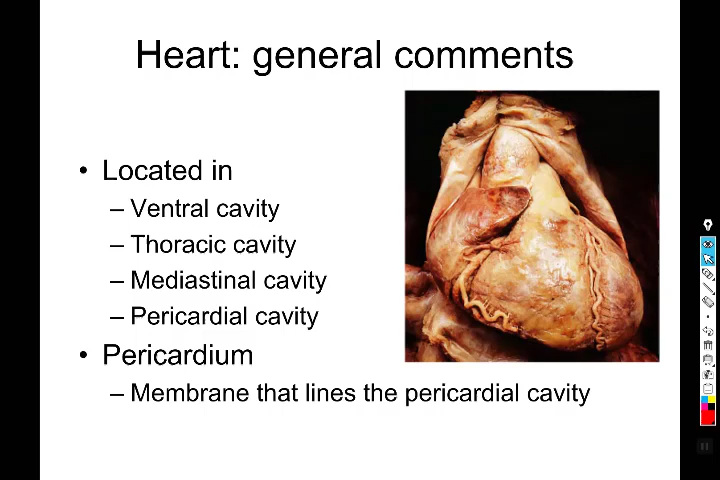 Heart: general comments
• Located in
– Ventral cavity
– Thoracic cavity
– Mediastinal cavity
– Pericardial cavity
• Pericardium
– Membrane that lines the pericardial cavity